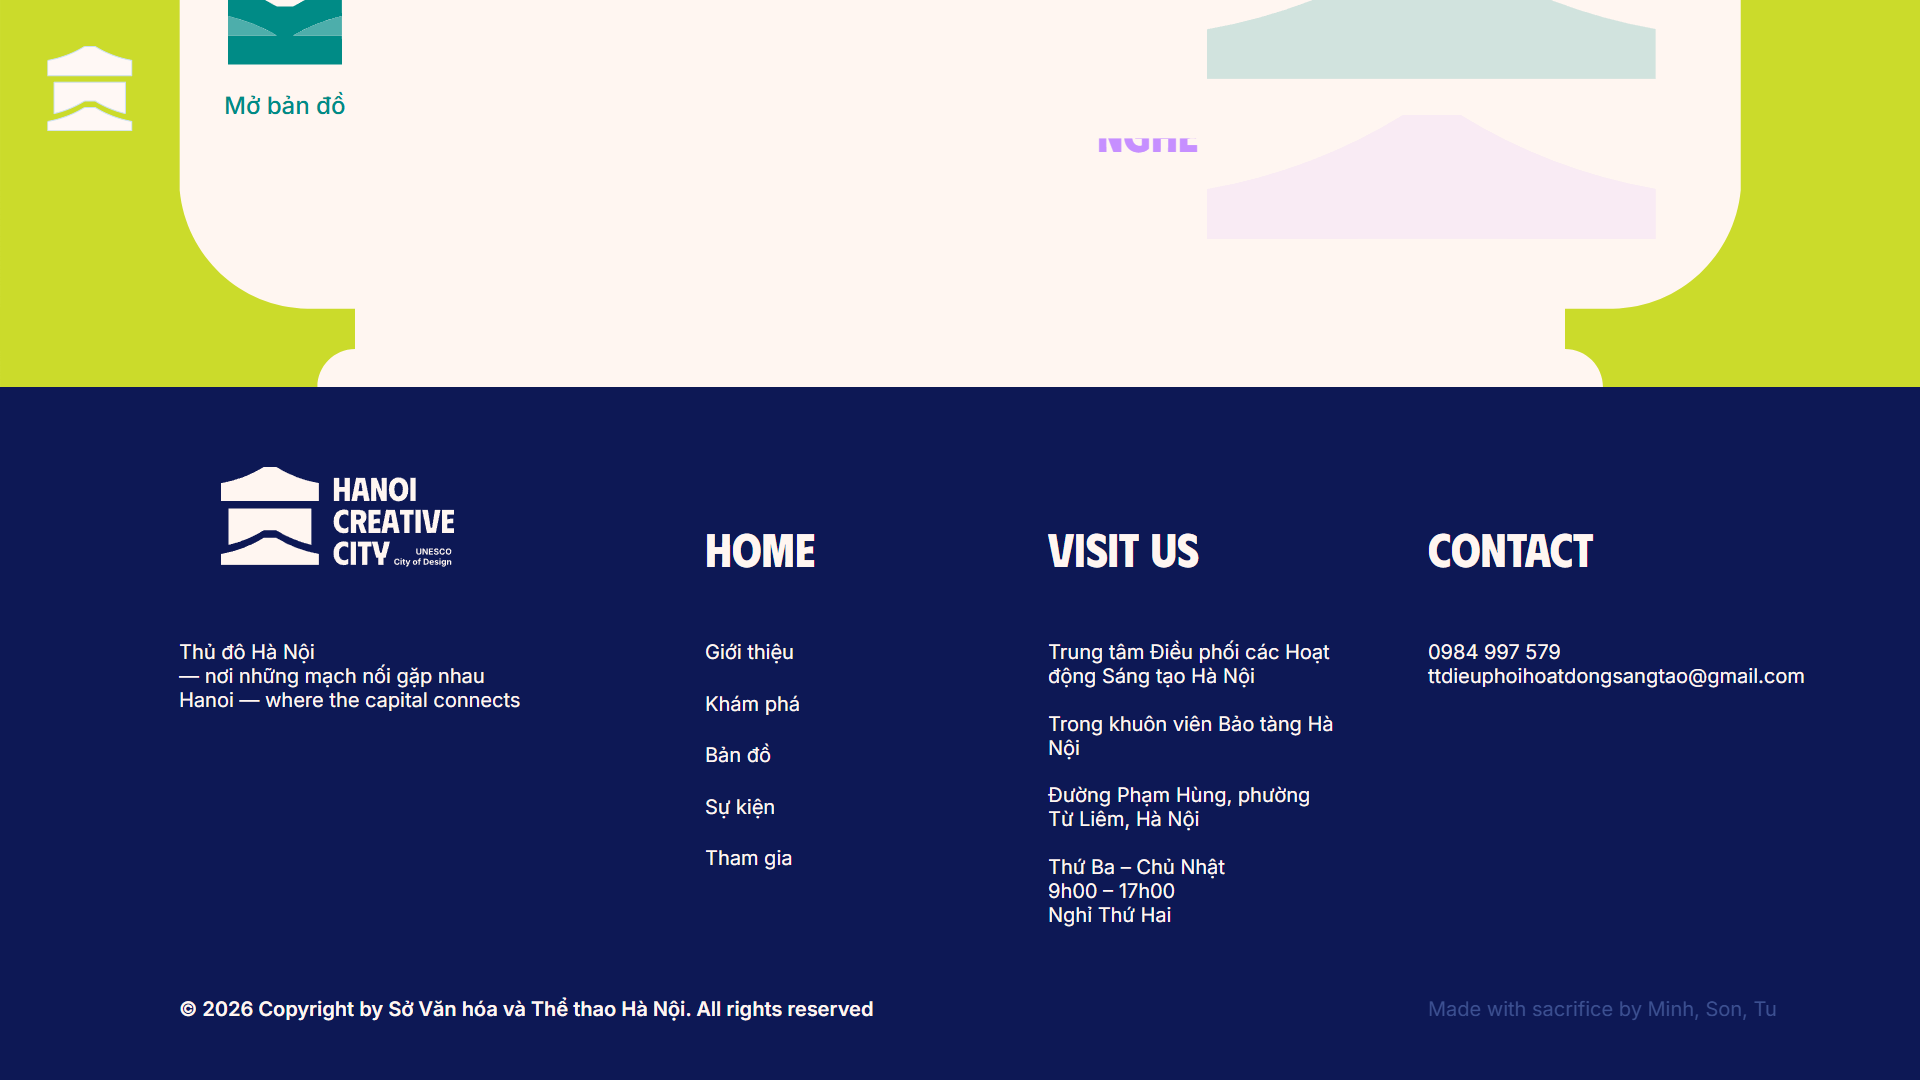 Mở bản đồ
HANOI
CREATIVE
CITY
UNESCO
City of Design
Thủ đô Hà Nội
— nơi những mạch nối gặp nhau
Hanoi — where the capital connects
HOME
Giới thiệu
Khám phá
Bản đồ
Sự kiện
Tham gia
VISIT US
Trung tâm Điều phối các Hoạt
động Sáng tạo Hà Nội
Trong khuôn viên Bảo tàng Hà
Nội
Đường Phạm Hùng, phường
Từ Liêm, Hà Nội
Thứ Ba – Chủ Nhật
9h00 – 17h00
Nghỉ Thứ Hai
CONTACT
0984 997 579
ttdieuphoihoatdongsangtao@gmail.com
© 2026 Copyright by Sở Văn hóa và Thể thao Hà Nội. All rights reserved
Made with sacrifice by Minh, Son, Tu